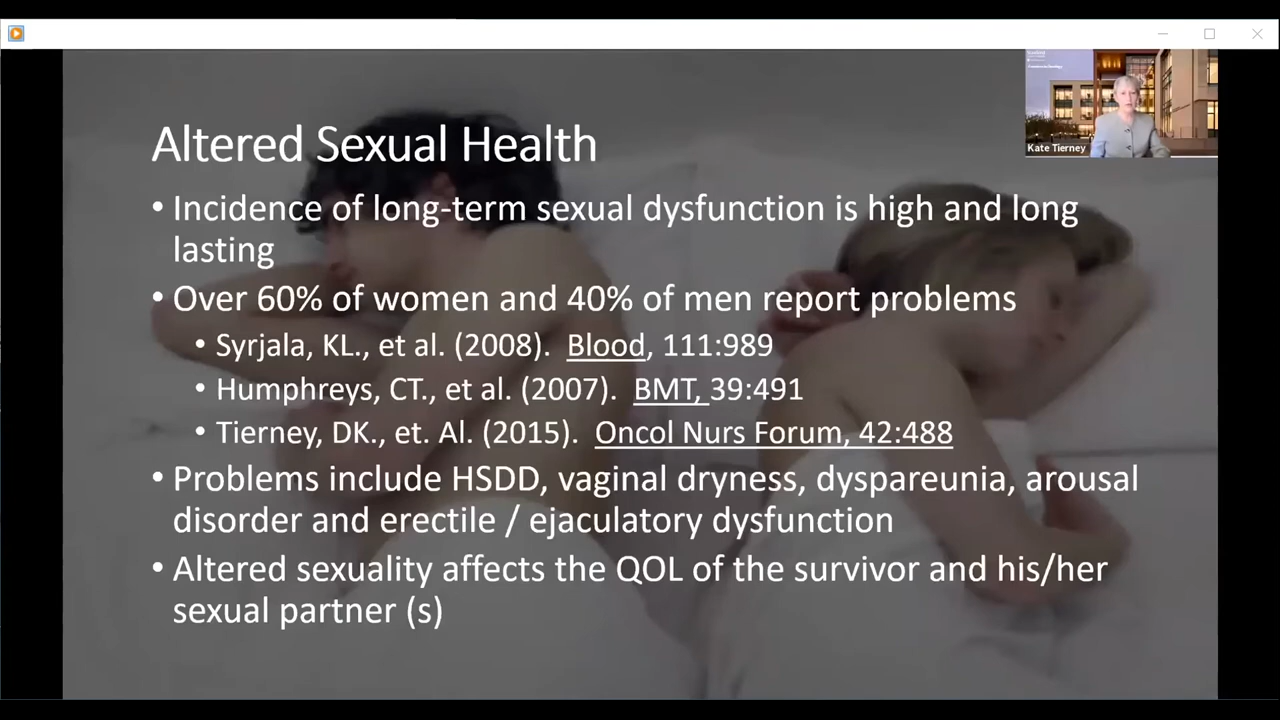 Altered Sexual Health
• Incidence of long-term sexual dysfunction is high and long
lasting
• Over 60% of women and 40% of men report problems
• Syrjala, KL., et al. (2008). Blood, 111:989
• Humphreys, CT., et al. (2007). BMT, 39:491
• Tierney, DK., et. Al. (2015). Oncol Nurs Forum, 42:488
• Problems include HSDD, vaginal dryness, dyspareunia, arousal
disorder and erectile / ejaculatory dysfunction
• Altered sexuality affects the QOL of the survivor and his/her
sexual partner (s)
Kate Tierney